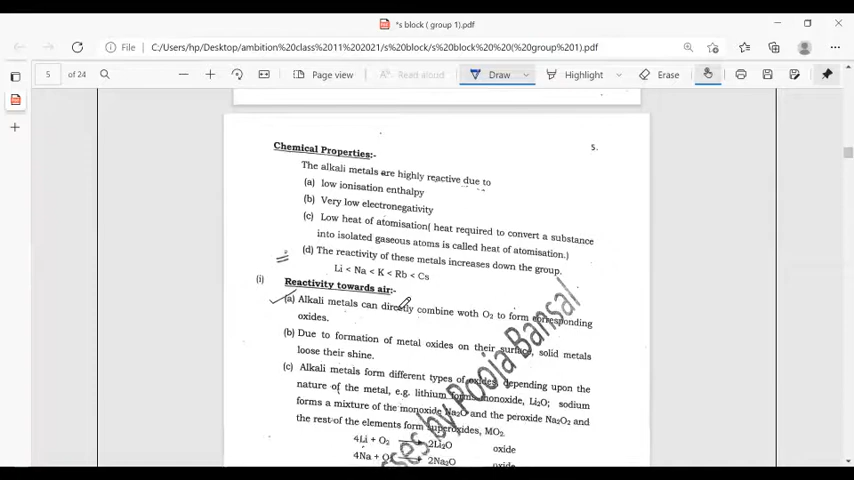 *s block ( group 1).pdf
File
C:/Users/hp/Desktop/ambition%20class%2011%202021/s%20block/s%20block%20%20(%20group%201).pdf
5 of 24
Page view
Read aloud
Draw
Highlight
Erase
5.
Chemical Properties:-
The alkali metals are highly reactive due to
(a) low ionisation enthalpy
(b) Very low electronegativity
(c) Low heat of atomisation( heat required to convert a substance
into isolated gaseous atoms is called heat of atomisation.)
(d) The reactivity of these metals increases down the group.
Li < Na < K < Rb < Cs
(i) Reactivity towards air:-
(a) Alkali metals can directly combine woth O₂ to form corresponding
oxides.
(b) Due to formation of metal oxides on their surface, solid metals
loose their shine.
(c) Alkali metals form different types of oxides, depending upon the
nature of the metal, e.g. lithium forms monoxide, Li₂O; sodium
forms a mixture of the monoxide Na₂O and the peroxide Na₂O₂ and
the rest of the elements form superoxides, MO₂.
4Li + O₂ → 2Li₂O oxide
4Na + O → 2Na₂O oxide
by Pooja Bansal